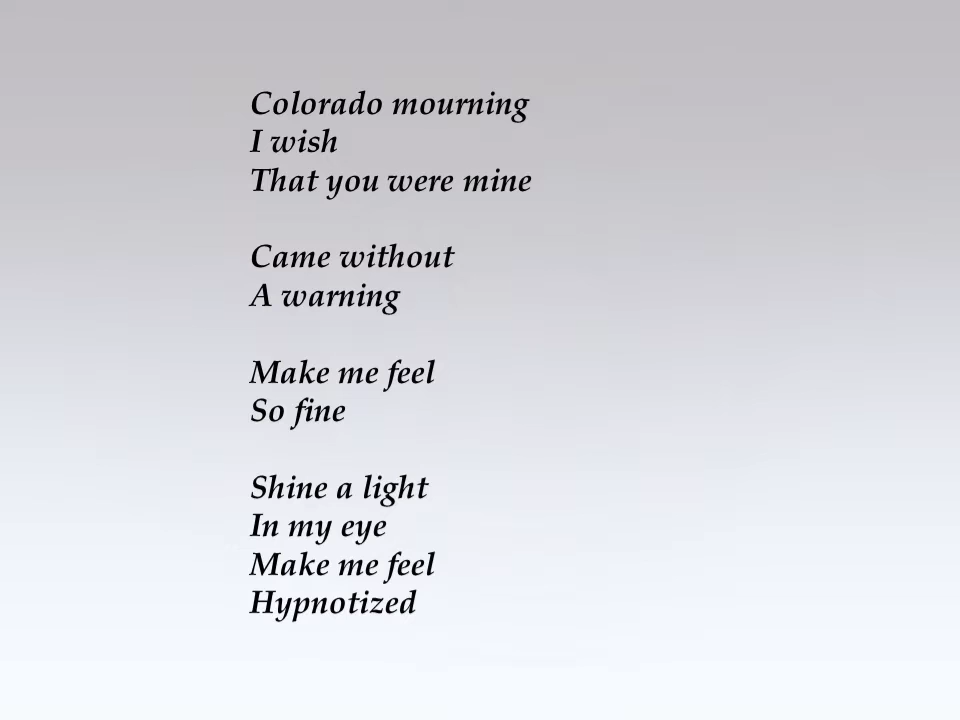 Colorado mourning
I wish
That you were mine
Came without
A warning
Make me feel
So fine
Shine a light
In my eye
Make me feel
Hypnotized